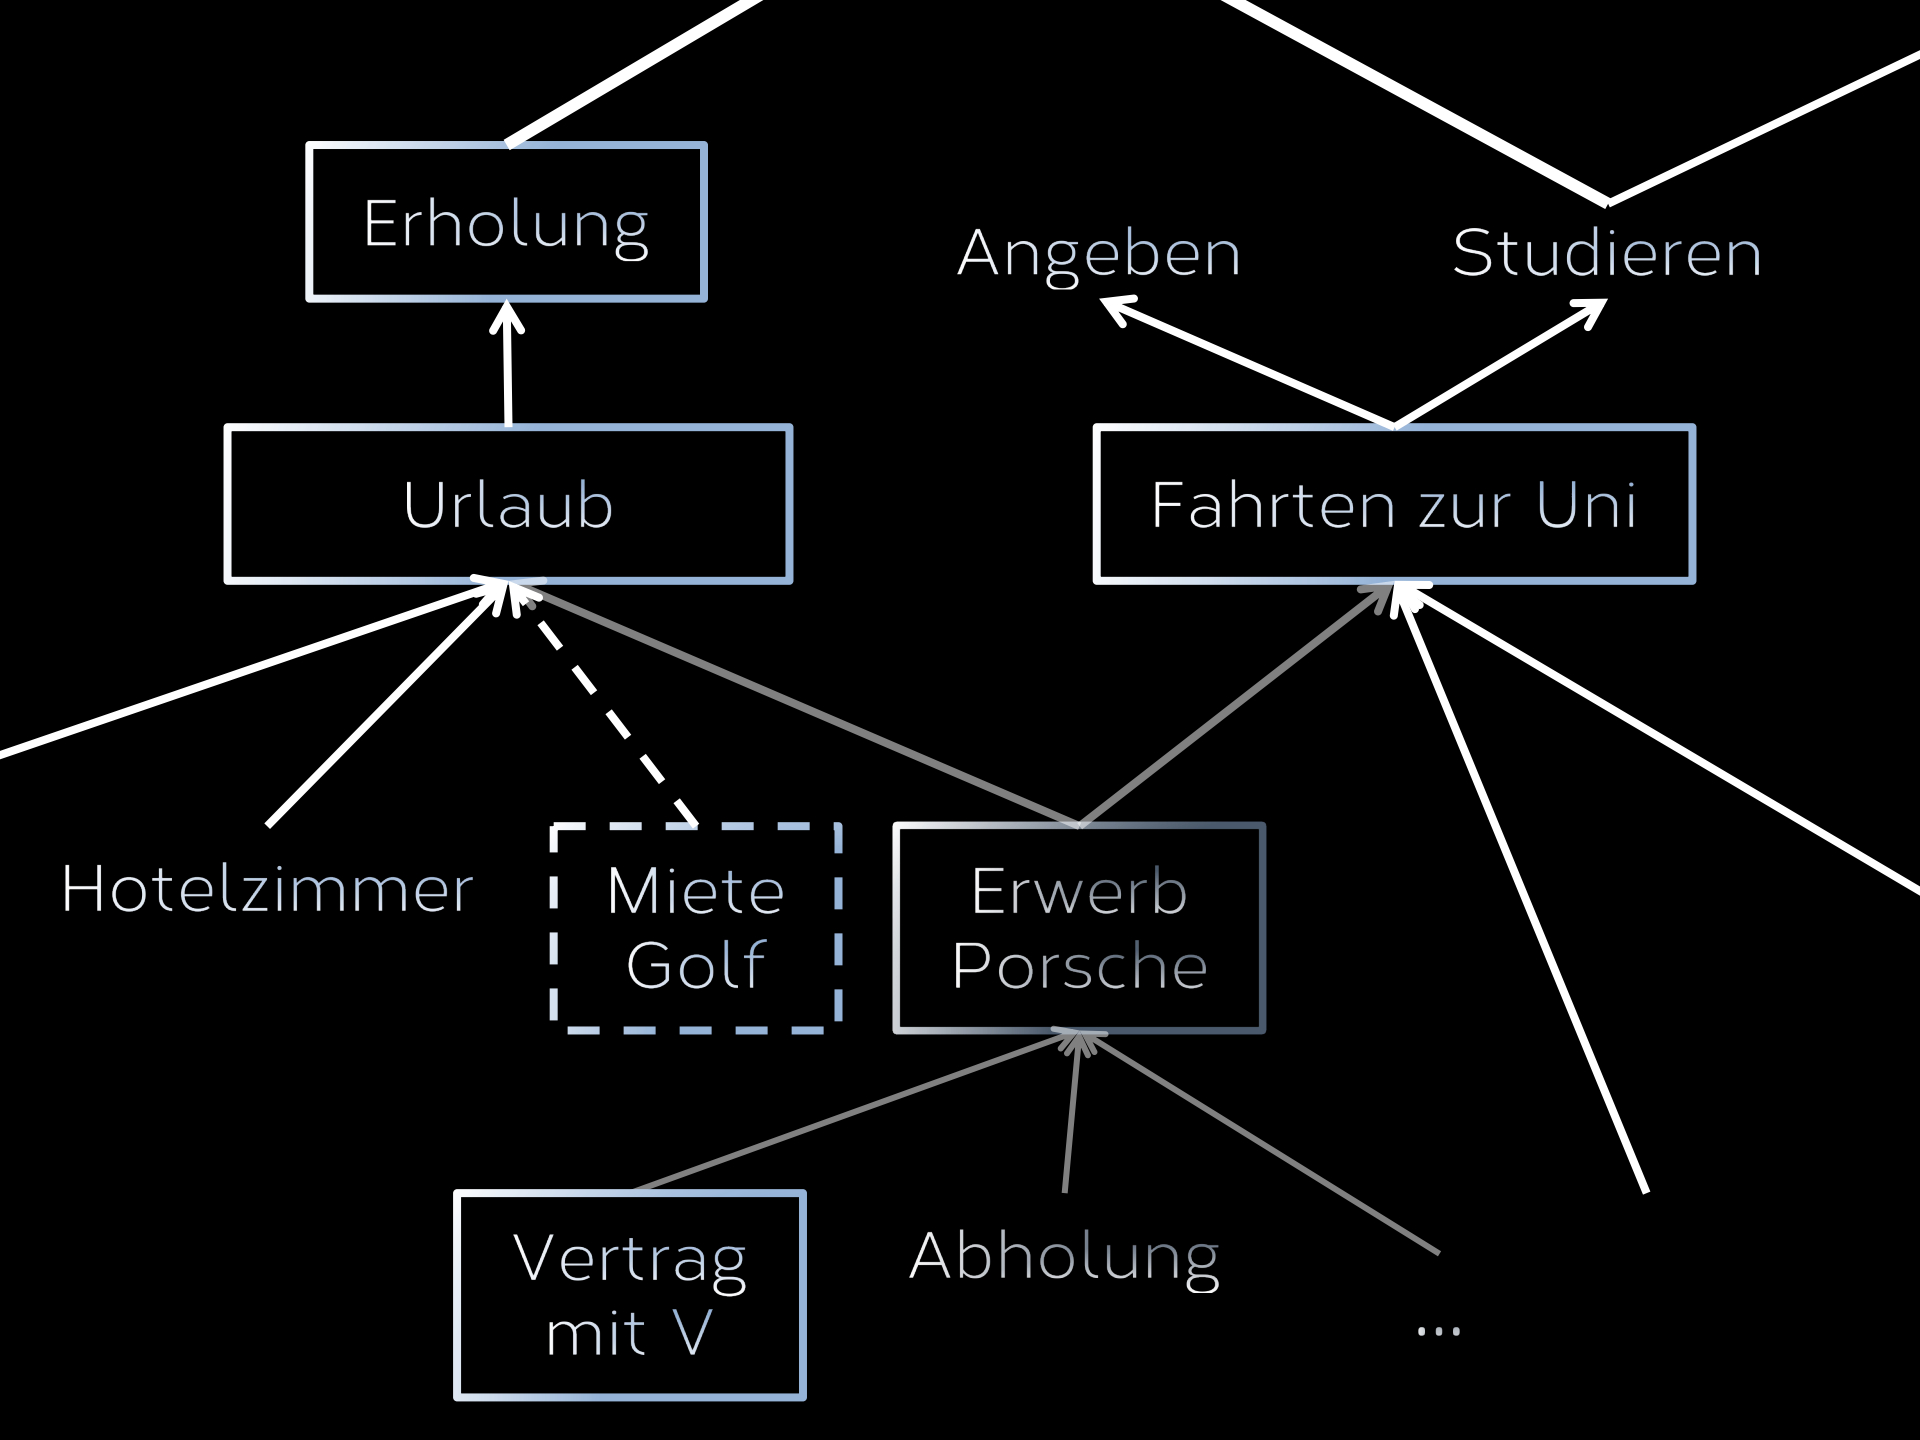 Erholung
Angeben
Studieren
Urlaub
Fahrten zur Uni
Hotelzimmer
Miete
Golf
Erwerb
Porsche
Vertrag
mit V
Abholung
...